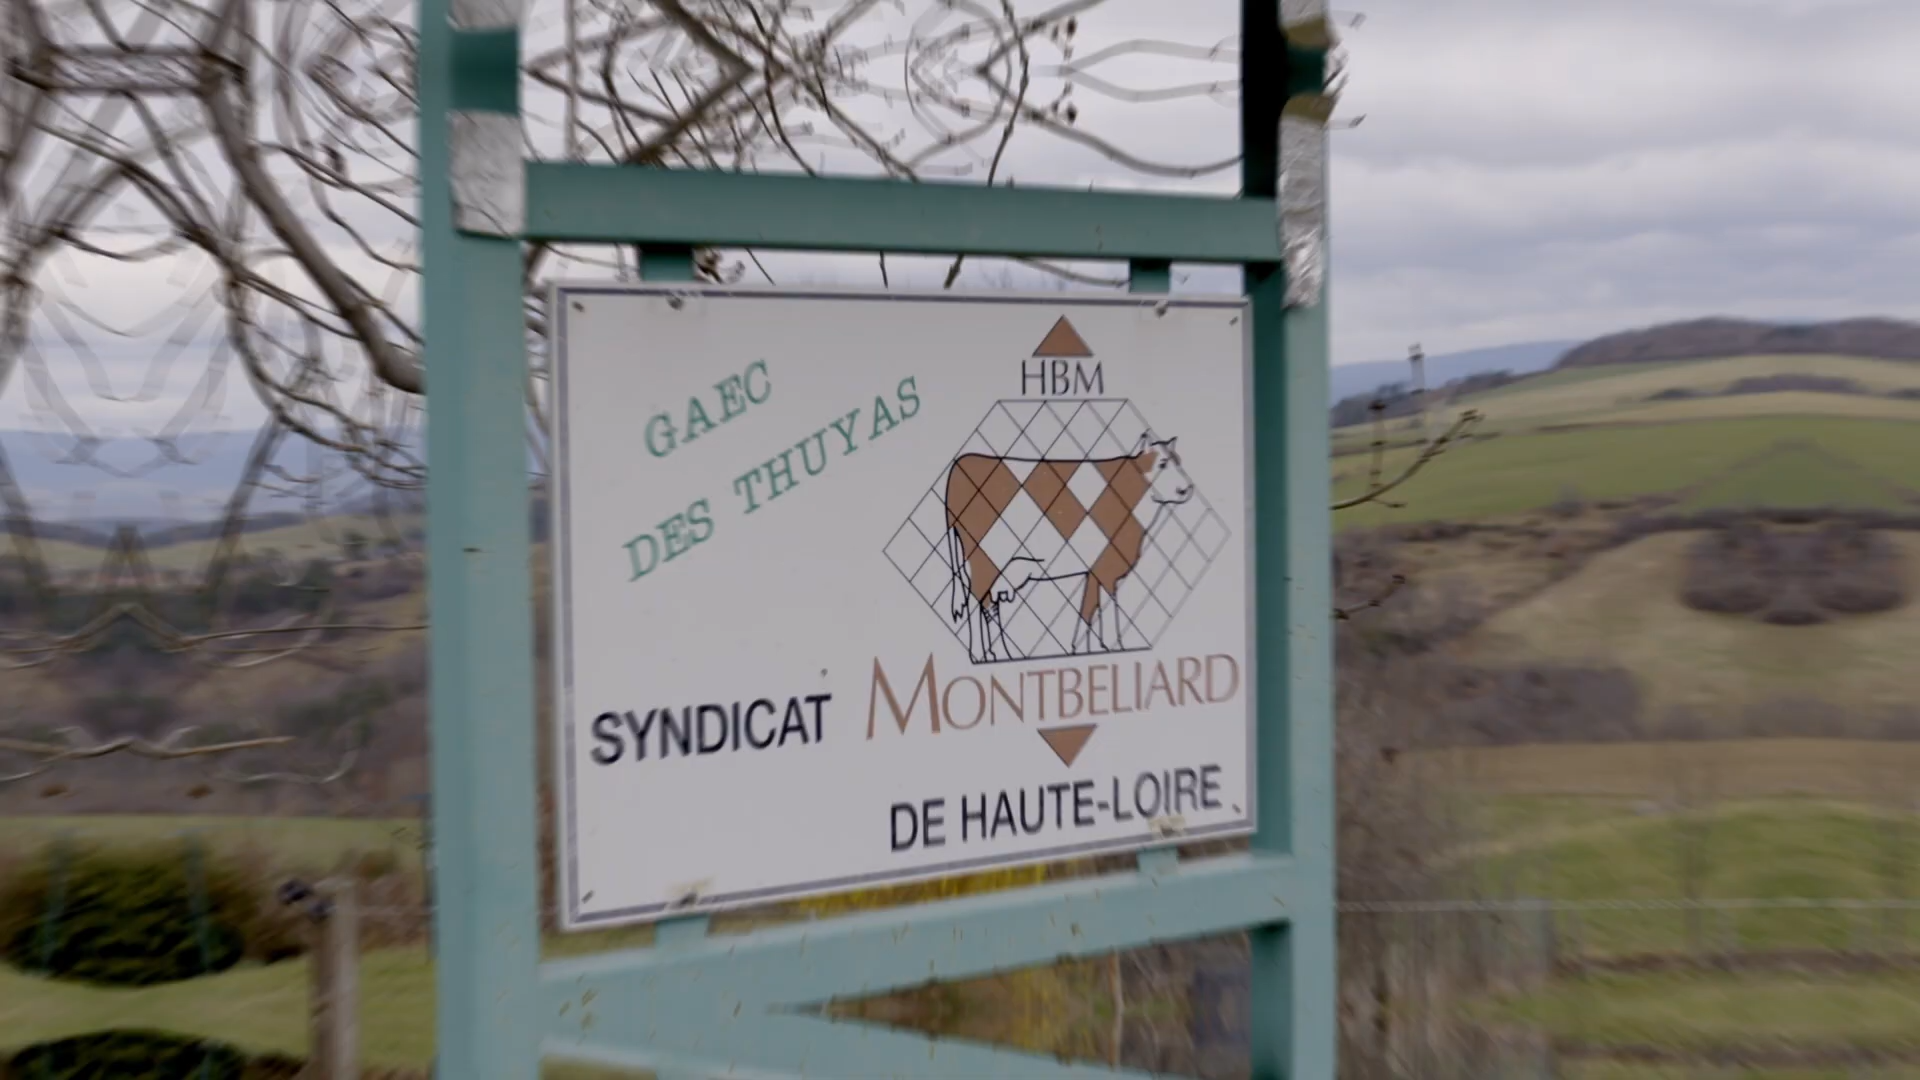 GAEC
DES THUYAS
HBM
SYNDICAT MONTBELIARD
DE HAUTE-LOIRE